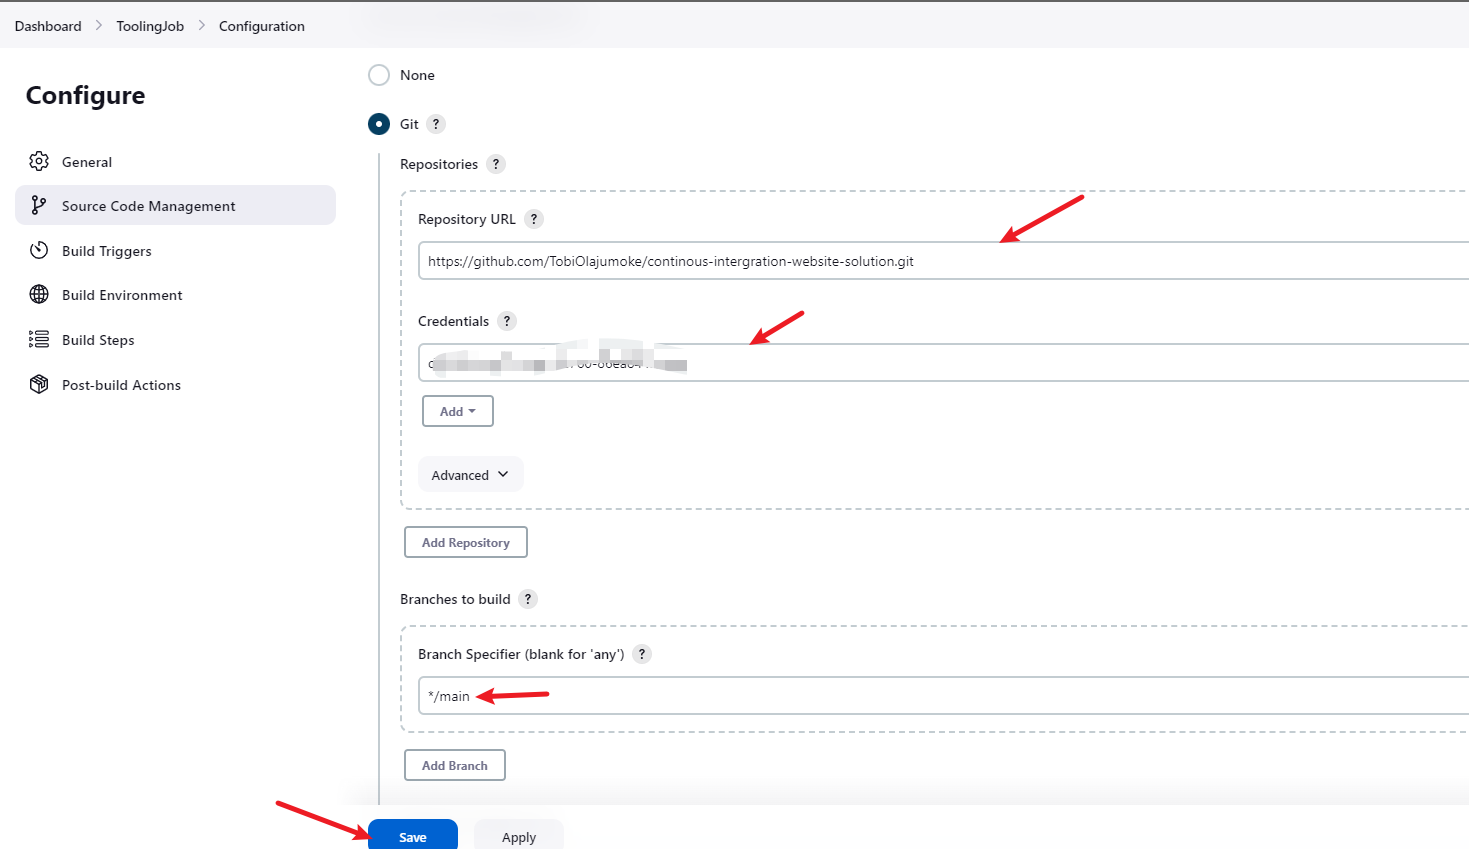 Dashboard > ToolingJob > Configuration
Configure
General
Source Code Management
Build Triggers
Build Environment
Build Steps
Post-build Actions
None
Git ?
Repositories ?
Repository URL ?
https://github.com/TobiOlajumoke/continous-intergration-website-solution.git
Credentials ?
Add
Advanced
Add Repository
Branches to build ?
Branch Specifier (blank for 'any') ?
*/main
Add Branch
Save
Apply